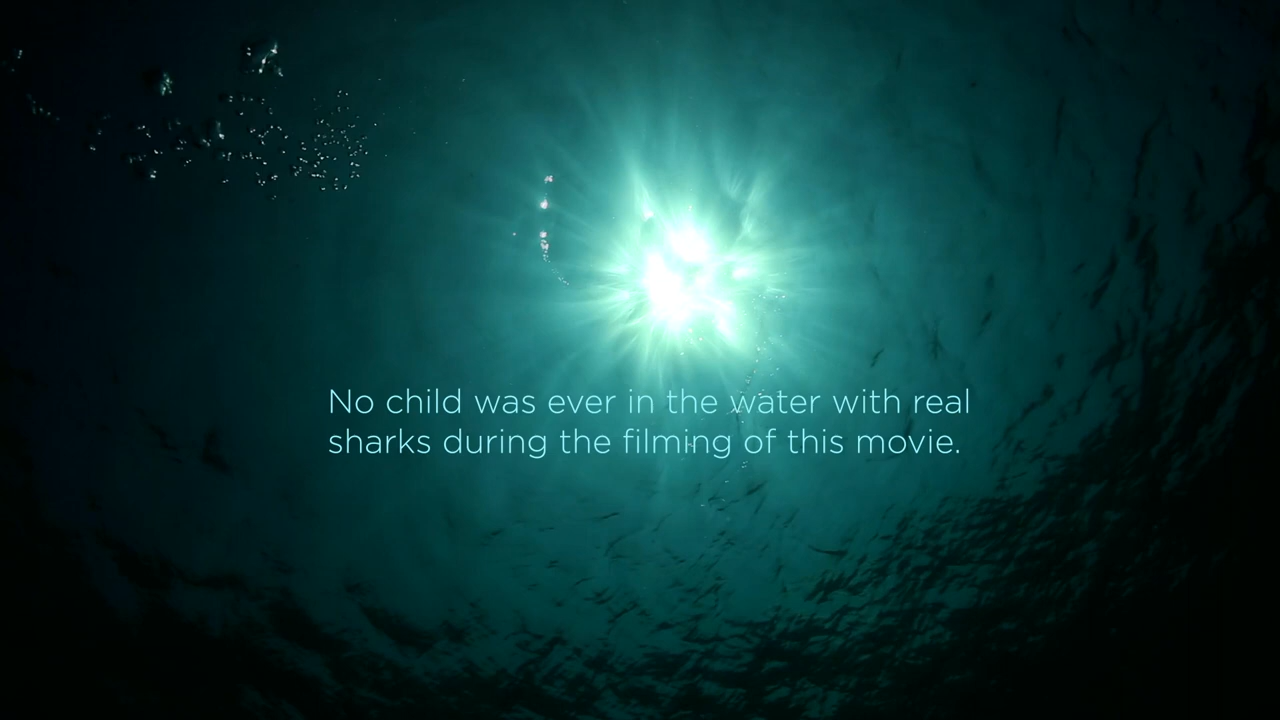 No child was ever in the water with real
sharks during the filming of this movie.